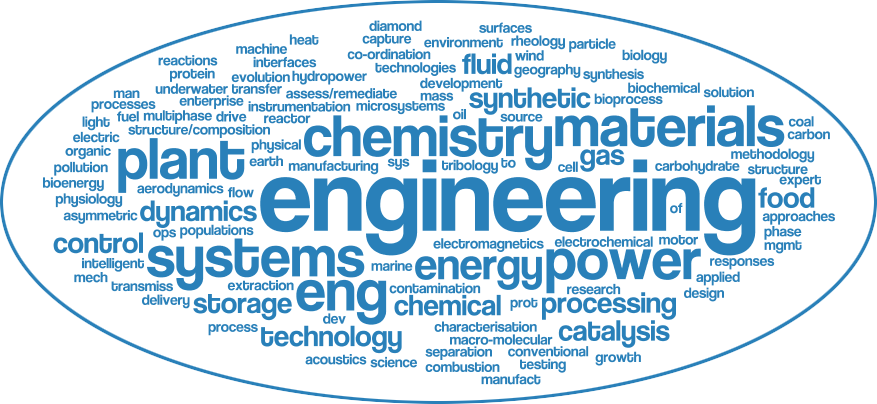 diamond
surfaces
heat
capture
environment
rheology
particle
machine
co-ordination
wind
biology
reactions
interfaces
fluid
technologies
geography
synthesis
protein
evolution
hydropower
development
man
underwater
transfer
assess/remediate
mass
synthetic
biochemical
solution
processes
enterprise
instrumentation
microsystems
bioprocess
light
fuel
multiphase
drive
reactor
oil
source
materials
coal
electric
structure/composition
chemistry
carbon
organic
plant
physical
gas
methodology
pollution
earth
manufacturing
sys
tribology
to
cell
carbohydrate
structure
bioenergy
aerodynamics
flow
engineering
expert
physiology
food
asymmetric
dynamics
of
approaches
ops
populations
phase
control
electromagnetics
electrochemical
motor
mgmt
intelligent
systems
marine
energy
power
responses
mech
applied
transmiss
extraction
eng
contamination
research
design
delivery
storage
chemical
prot
processing
process
dev
technology
characterisation
catalysis
macro-molecular
acoustics
science
separation
conventional
growth
combustion
testing
manufact